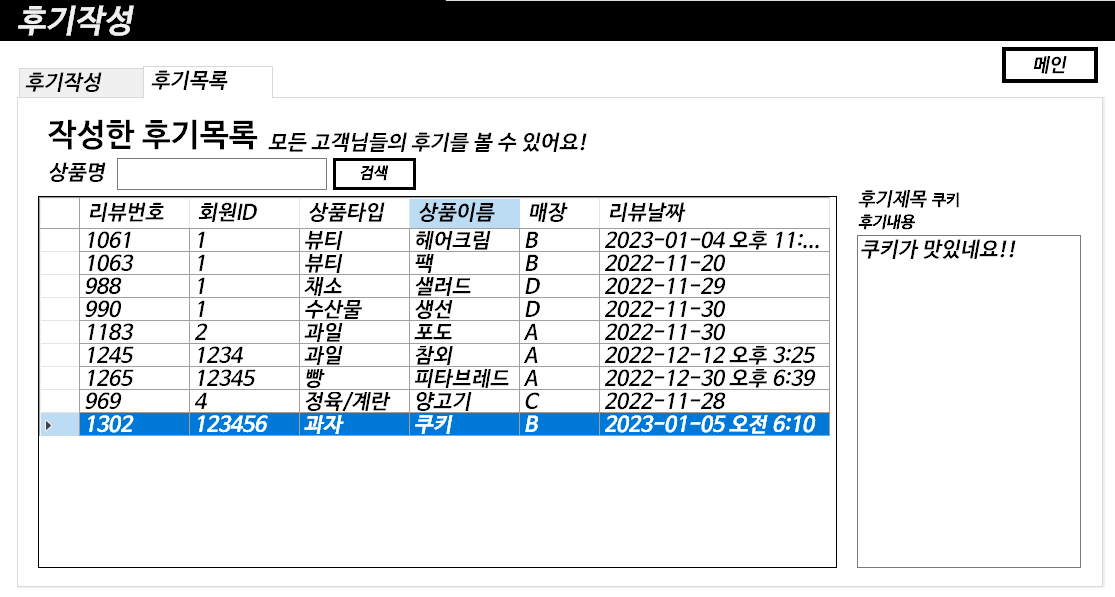 후기작성
메인
후기작성 후기목록
작성한 후기목록 모든 고객님들의 후기를 볼 수 있어요!
상품명 검색
리뷰번호 회원ID 상품타입 상품이름 매장 리뷰날짜
1061 1 뷰티 헤어크림 B 2023-01-04 오후 11:...
1063 1 뷰티 팩 B 2022-11-20
988 1 채소 샐러드 D 2022-11-29
990 1 수산물 생선 D 2022-11-30
1183 2 과일 포도 A 2022-11-30
1245 1234 과일 참외 A 2022-12-12 오후 3:25
1265 12345 빵 피타브레드 A 2022-12-30 오후 6:39
969 4 정육/계란 양고기 C 2022-11-28
1302 123456 과자 쿠키 B 2023-01-05 오전 6:10
후기제목 쿠키
후기내용
쿠키가 맛있네요!!